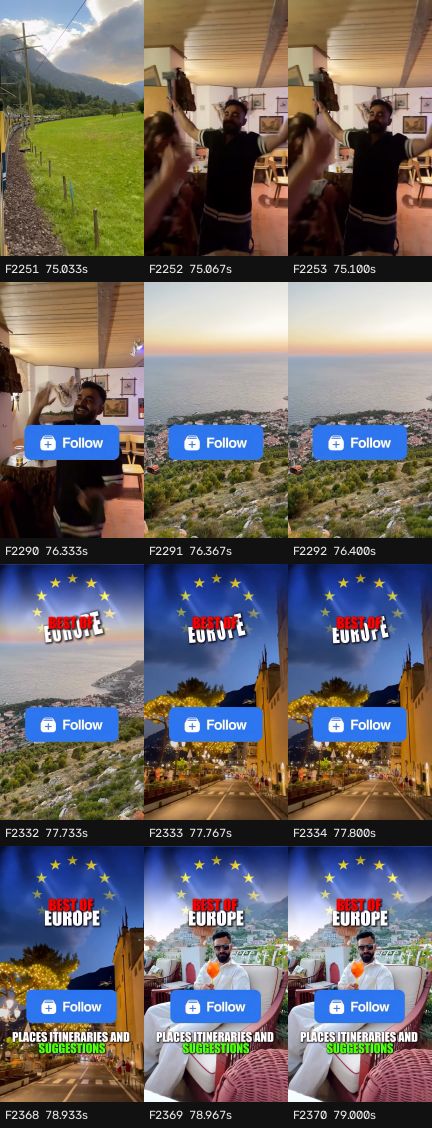 F2251 75.033s
F2252 75.067s
F2253 75.100s
Follow
Follow
Follow
F2290 76.333s
F2291 76.367s
F2292 76.400s
BEST OF
EUROPE
Follow
BEST OF
EUROPE
Follow
BEST OF
EUROPE
Follow
F2332 77.733s
F2333 77.767s
F2334 77.800s
BEST OF
EUROPE
Follow
PLACES ITINERARIES AND
SUGGESTIONS
BEST OF
EUROPE
Follow
PLACES ITINERARIES AND
SUGGESTIONS
BEST OF
EUROPE
Follow
PLACES ITINERARIES AND
SUGGESTIONS
F2368 78.933s
F2369 78.967s
F2370 79.000s